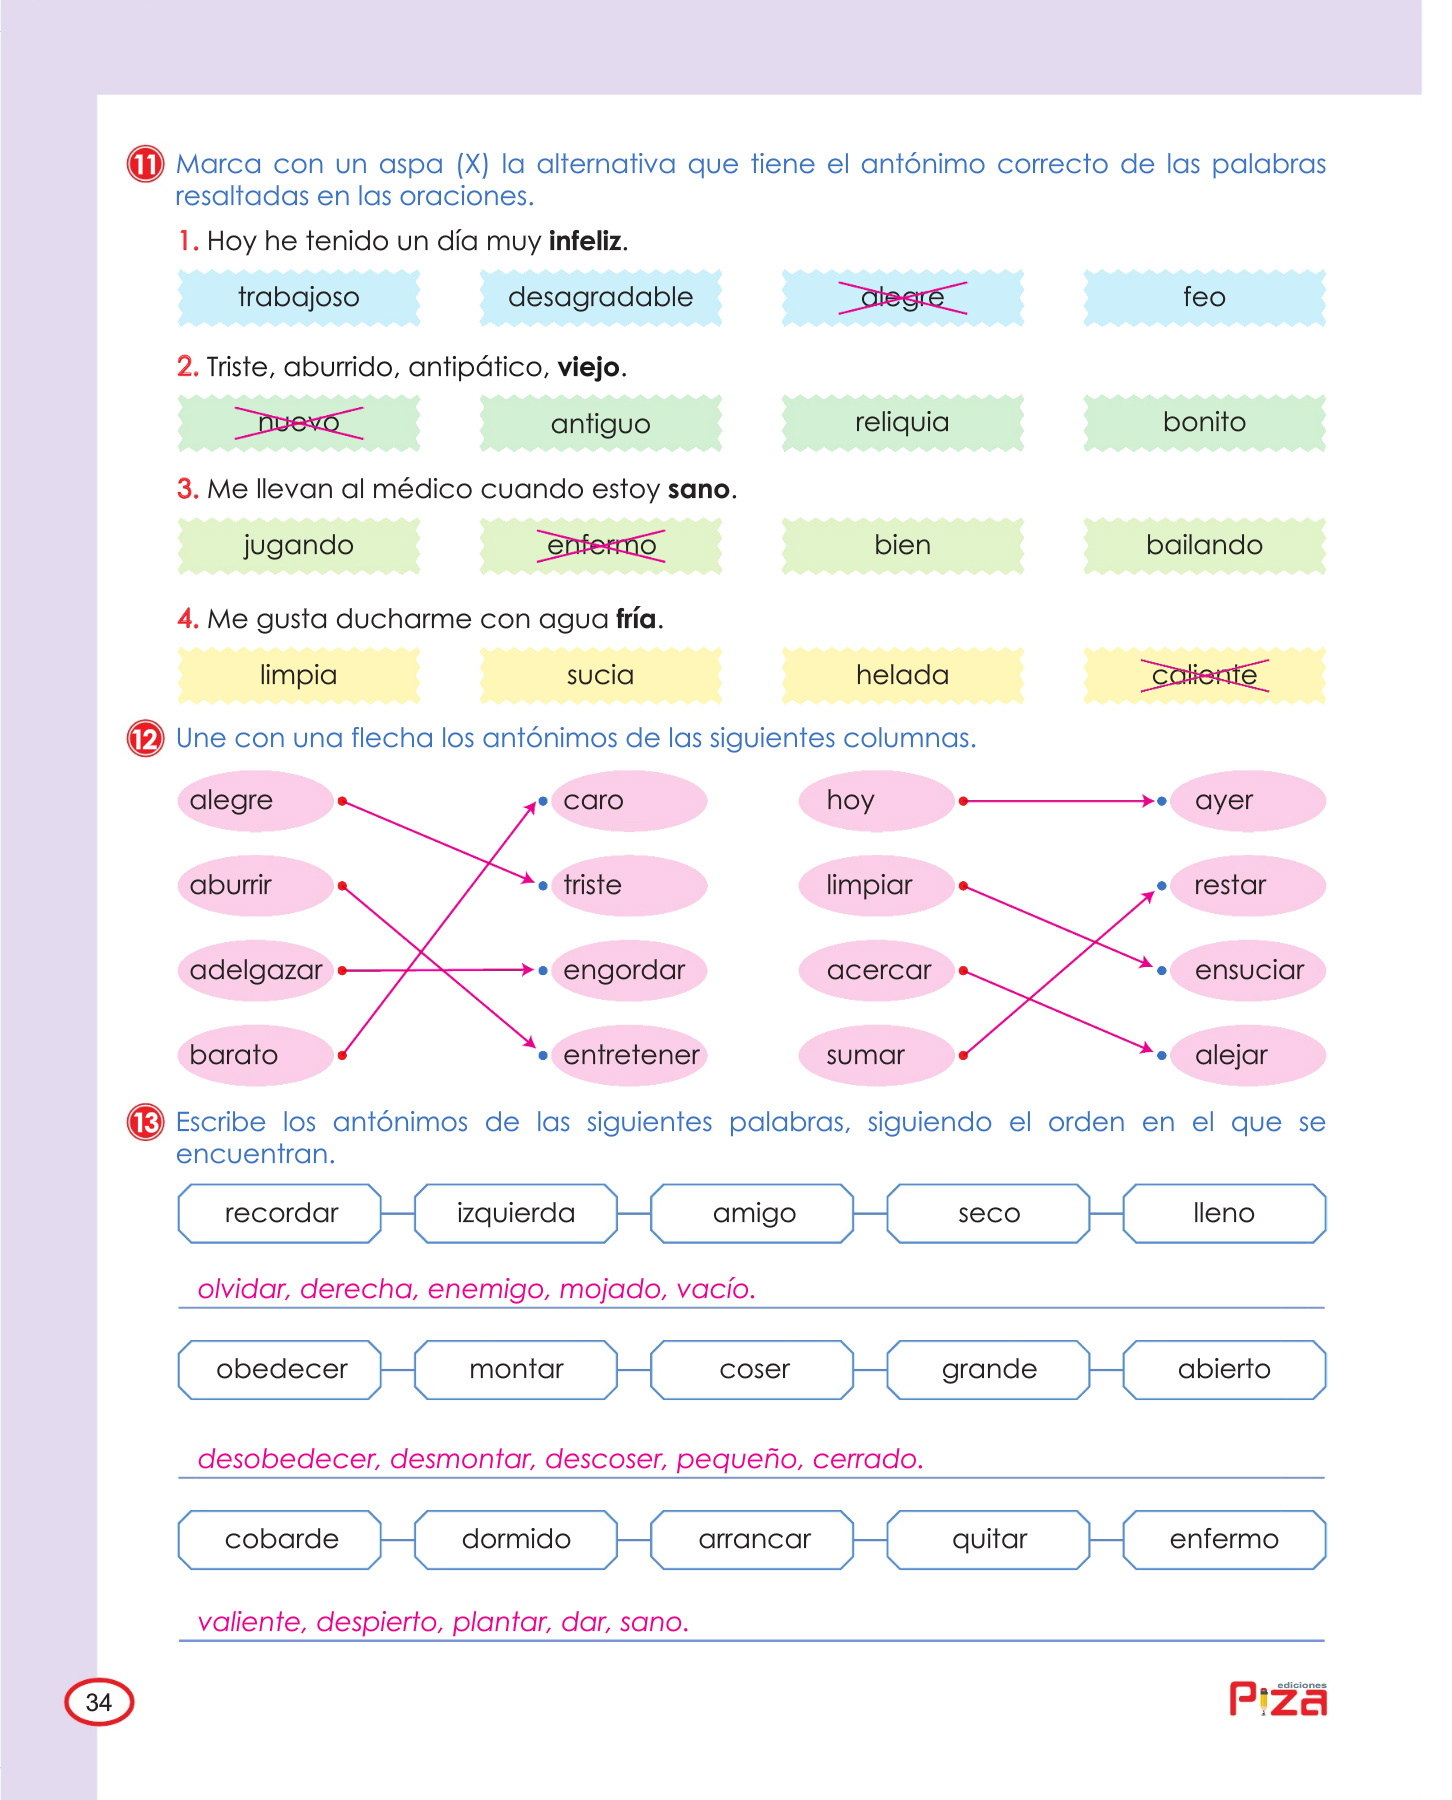 11 Marca con un aspa (X) la alternativa que tiene el antónimo correcto de las palabras
resaltadas en las oraciones.
1. Hoy he tenido un día muy infeliz.
trabajoso desagradable alegre feo
2. Triste, aburrido, antipático, viejo.
nuevo antiguo reliquia bonito
3. Me llevan al médico cuando estoy sano.
jugando enfermo bien bailando
4. Me gusta ducharme con agua fría.
limpia sucia helada caliente
12 Une con una flecha los antónimos de las siguientes columnas.
alegre caro hoy ayer
aburrir triste limpiar restar
adelgazar engordar acercar ensuciar
barato entretener sumar alejar
13 Escribe los antónimos de las siguientes palabras, siguiendo el orden en el que se
encuentran.
recordar izquierda amigo seco lleno
olvidar, derecha, enemigo, mojado, vacío.
obedecer montar coser grande abierto
desobedecer, desmontar, descoser, pequeño, cerrado.
cobarde dormido arrancar quitar enfermo
valiente, despierto, plantar, dar, sano.
34
ediciones
Piza